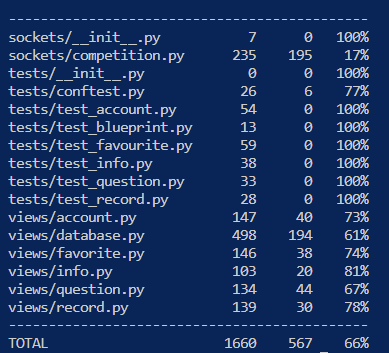 --------------------------------------------
sockets/__init__.py 7 0 100%
sockets/competition.py 235 195 17%
tests/__init__.py 0 0 100%
tests/conftest.py 26 6 77%
tests/test_account.py 54 0 100%
tests/test_blueprint.py 13 0 100%
tests/test_favourite.py 59 0 100%
tests/test_info.py 38 0 100%
tests/test_question.py 33 0 100%
tests/test_record.py 28 0 100%
views/account.py 147 40 73%
views/database.py 498 194 61%
views/favorite.py 146 38 74%
views/info.py 103 20 81%
views/question.py 134 44 67%
views/record.py 139 30 78%
--------------------------------------------
TOTAL 1660 567 66%